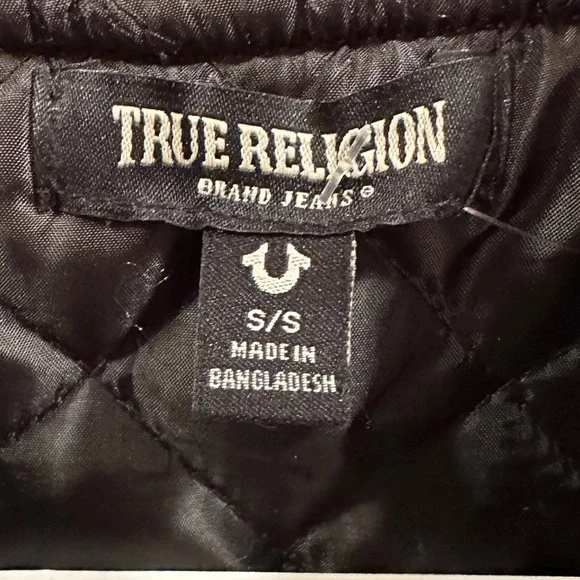 TRUE RELIGION
BRAND JEANS®
S/S
MADE IN
BANGLADESH